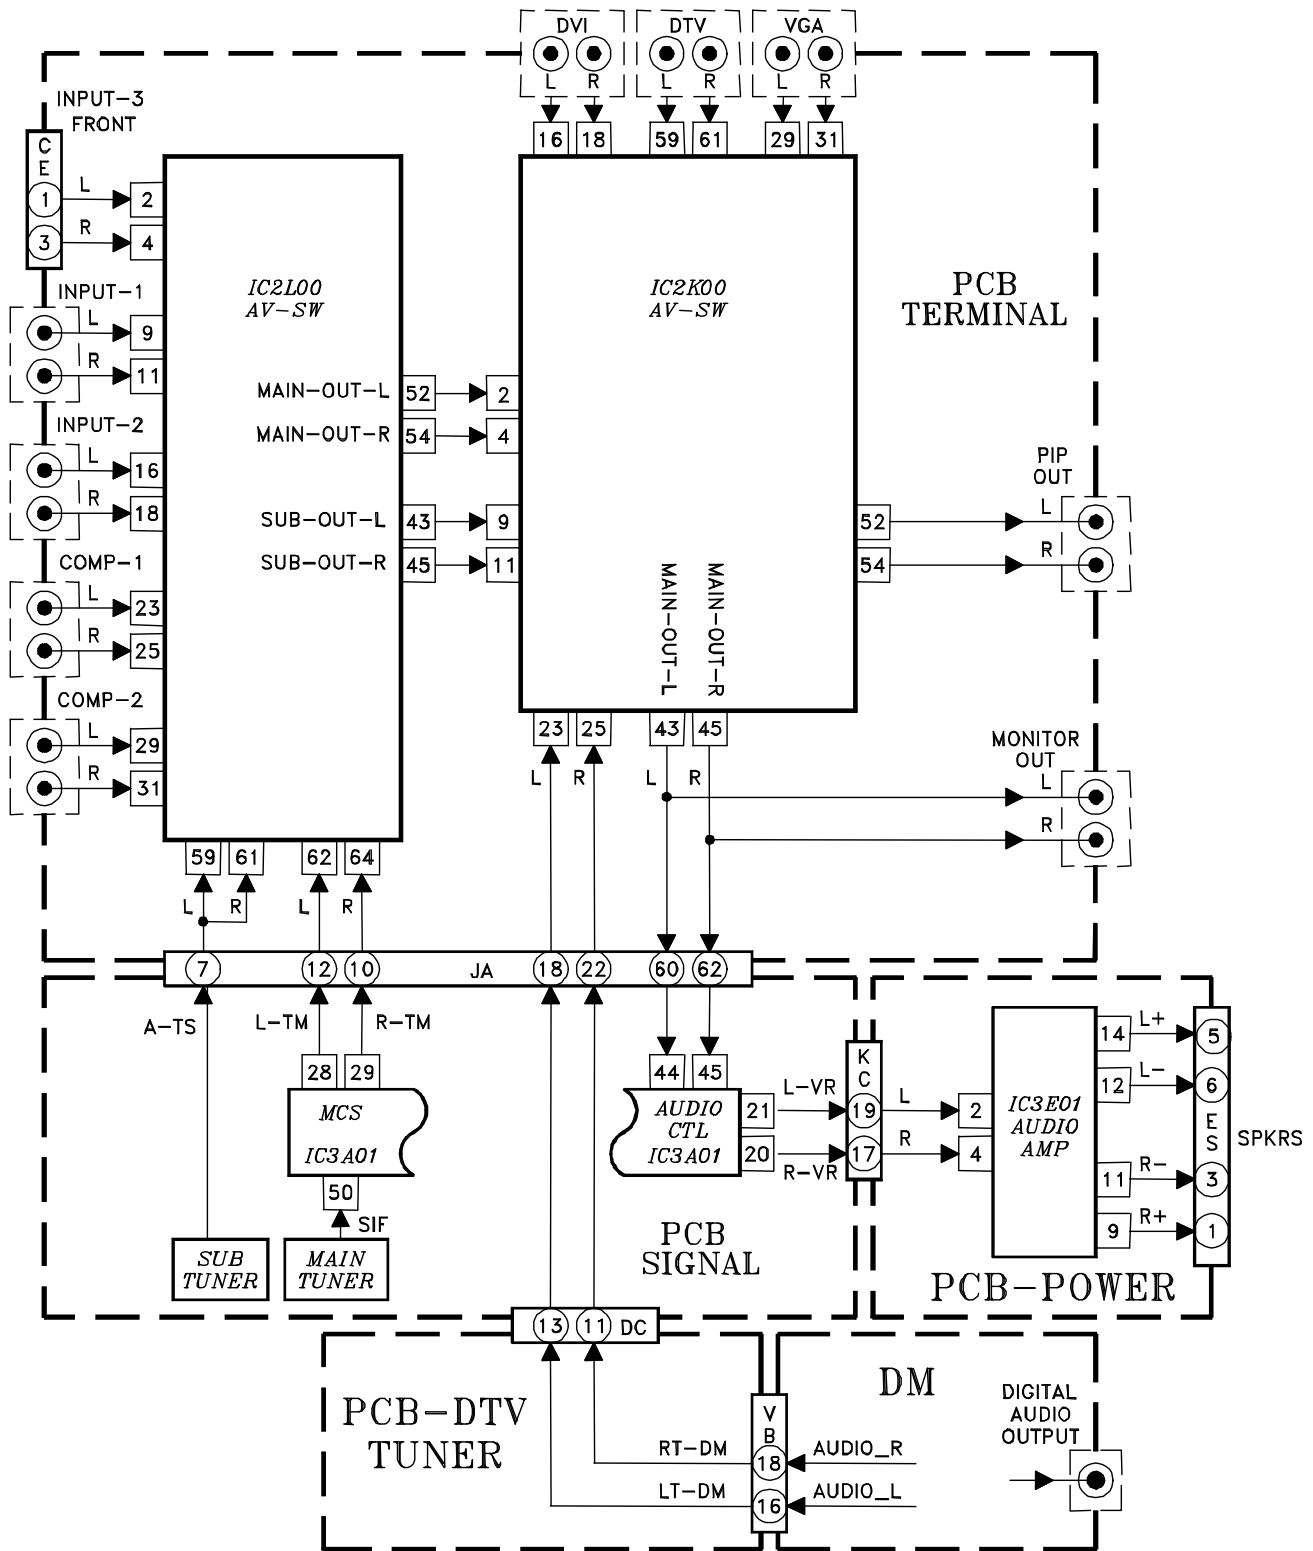 DVI
DTV
VGA
L R L R L R
16 18 59 61 29 31
INPUT-3
FRONT
C
E
1 L 2
3 R 4
INPUT-1
L 9
R 11
INPUT-2
L 16
R 18
COMP-1
L 23
R 25
COMP-2
L 29
R 31
IC2L00
AV-SW
MAIN-OUT-L 52 2
MAIN-OUT-R 54 4
SUB-OUT-L 43 9
SUB-OUT-R 45 11
IC2K00
AV-SW
MAIN-OUT-L
MAIN-OUT-R
PCB
TERMINAL
PIP
OUT
52 L
54 R
23 25 43 45
L R L R
MONITOR
OUT
L
R
59 61 62 64
L R L R
7 12 10 JA 18 22 60 62
A-TS L-TM R-TM
28 29
MCS
IC3A01
50
SIF
SUB
TUNER
MAIN
TUNER
44 45
AUDIO
CTL
IC3A01
21 L-VR
20 R-VR
K
C
19 L 2
17 R 4
PCB
SIGNAL
IC3E01
AUDIO
AMP
14 L+ 5
12 L- 6
E
S
11 R- 3
9 R+ 1
SPKRS
PCB-POWER
13 11 DC
PCB-DTV
TUNER
V
B
RT-DM 18 AUDIO_R
LT-DM 16 AUDIO_L
DM
DIGITAL
AUDIO
OUTPUT